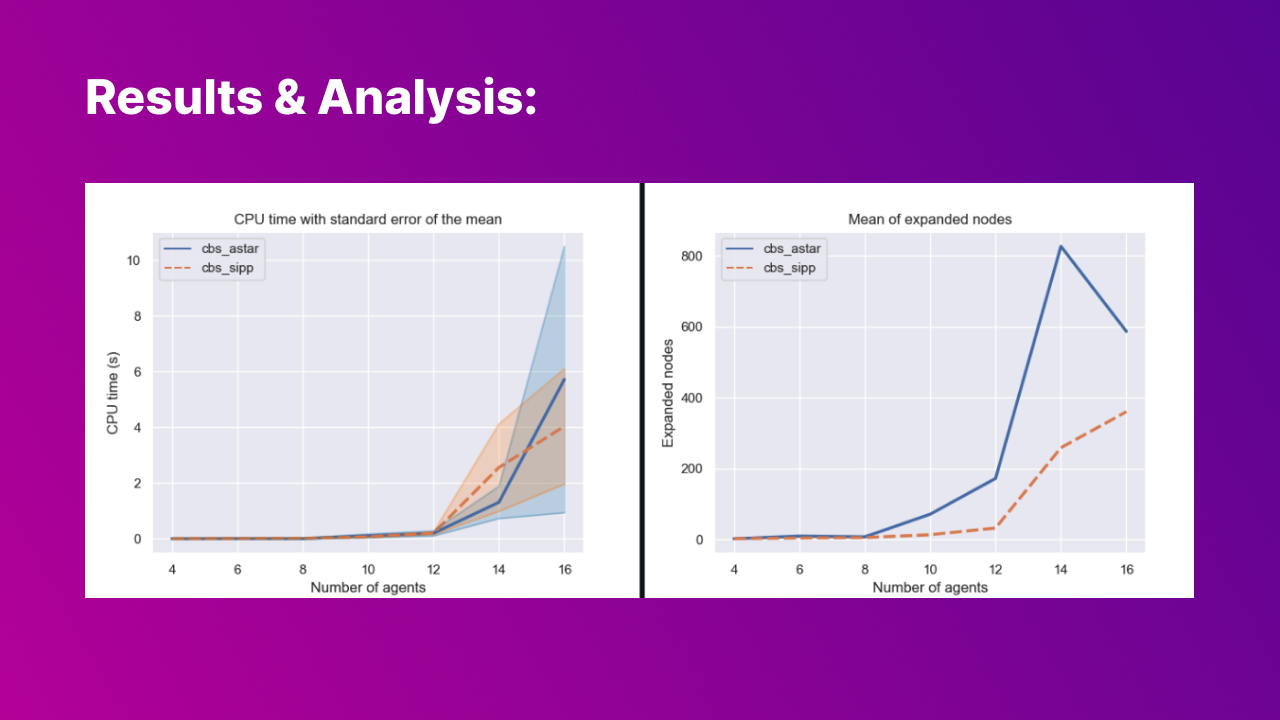 Results & Analysis:
CPU time with standard error of the mean
cbs_astar
cbs_sipp
10
8
6
4
2
0
CPU time (s)
4 6 8 10 12 14 16
Number of agents
Mean of expanded nodes
cbs_astar
cbs_sipp
800
600
400
200
0
Expanded nodes
4 6 8 10 12 14 16
Number of agents